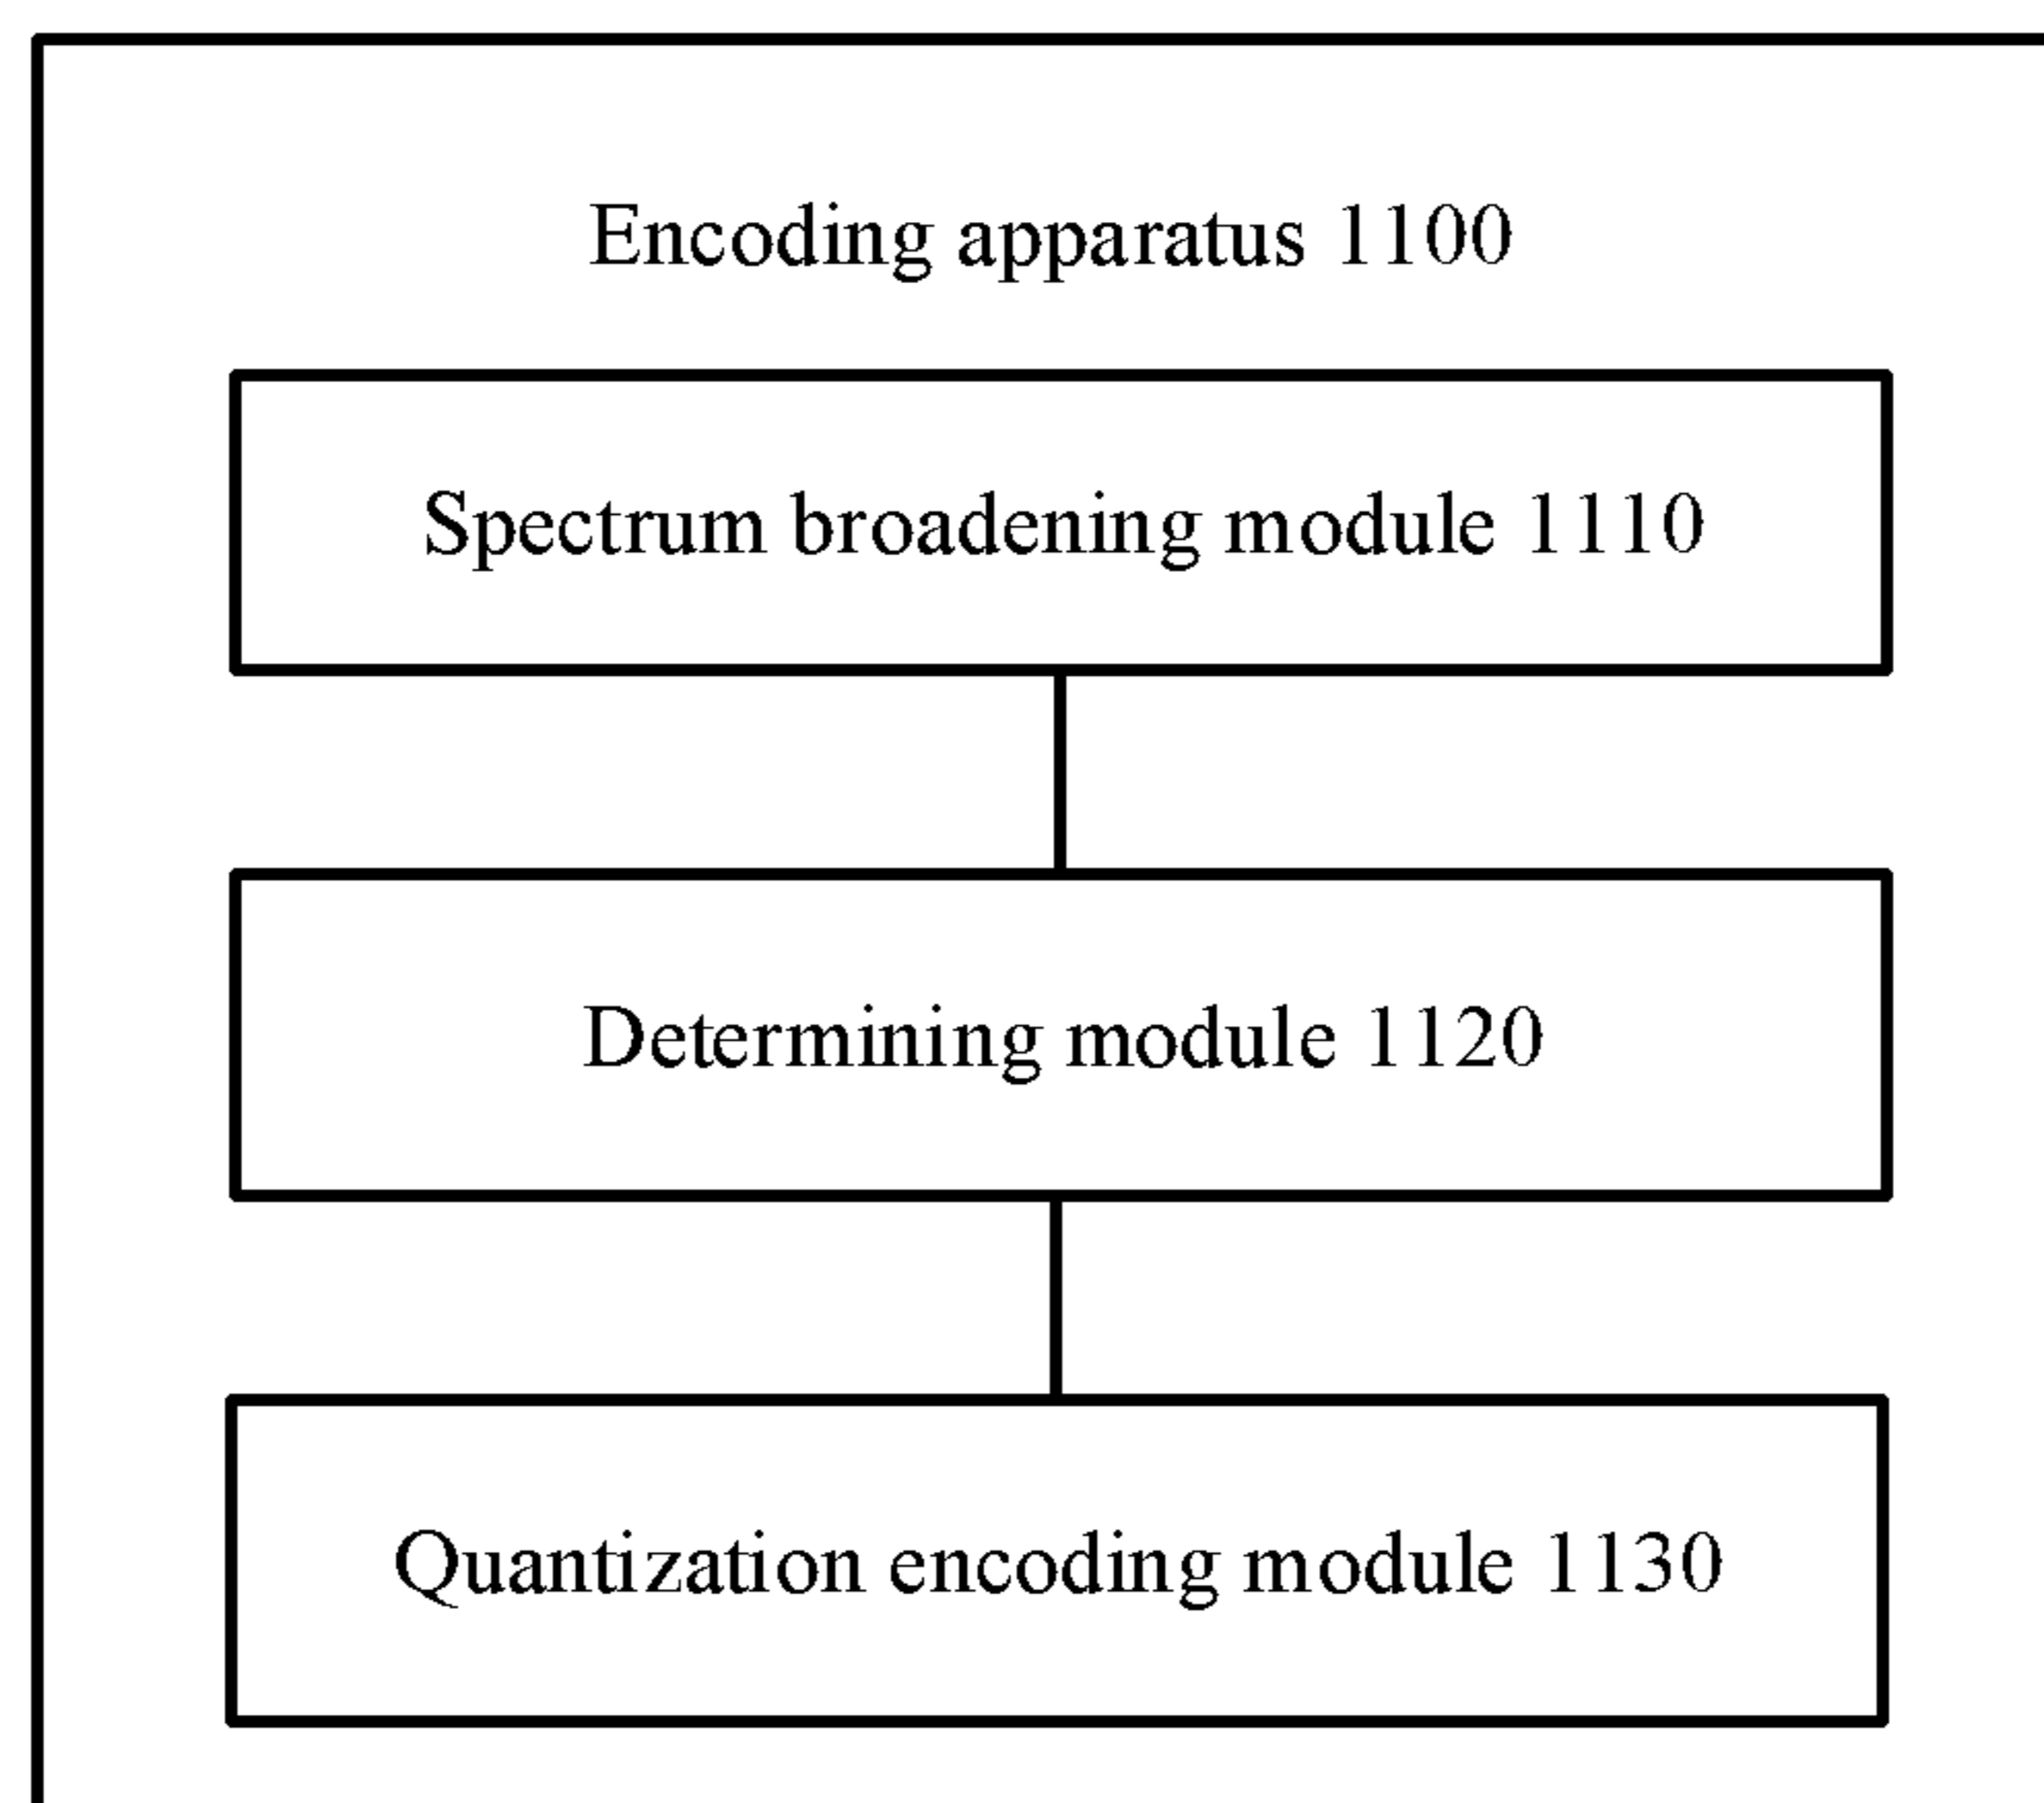 Encoding apparatus 1100
Spectrum broadening module 1110
Determining module 1120
Quantization encoding module 1130